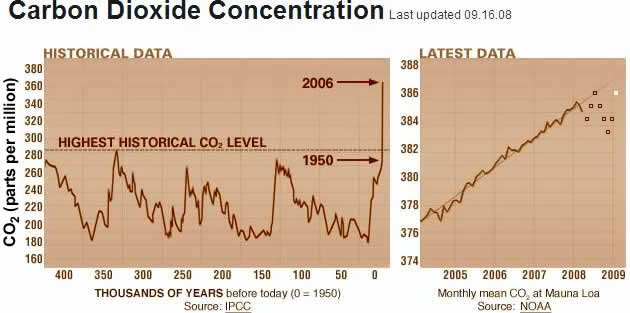 Carbon Dioxide Concentration Last updated 09.16.08
HISTORICAL DATA
CO₂ (parts per million)
380
360
340
320
300
280
260
240
220
200
180
160
2006
HIGHEST HISTORICAL CO₂ LEVEL
1950
400 350 300 250 200 150 100 50 0
THOUSANDS OF YEARS before today (0 = 1950)
Source: IPCC
LATEST DATA
388
386
384
382
380
378
376
374
2005 2006 2007 2008 2009
Monthly mean CO₂ at Mauna Loa
Source: NOAA